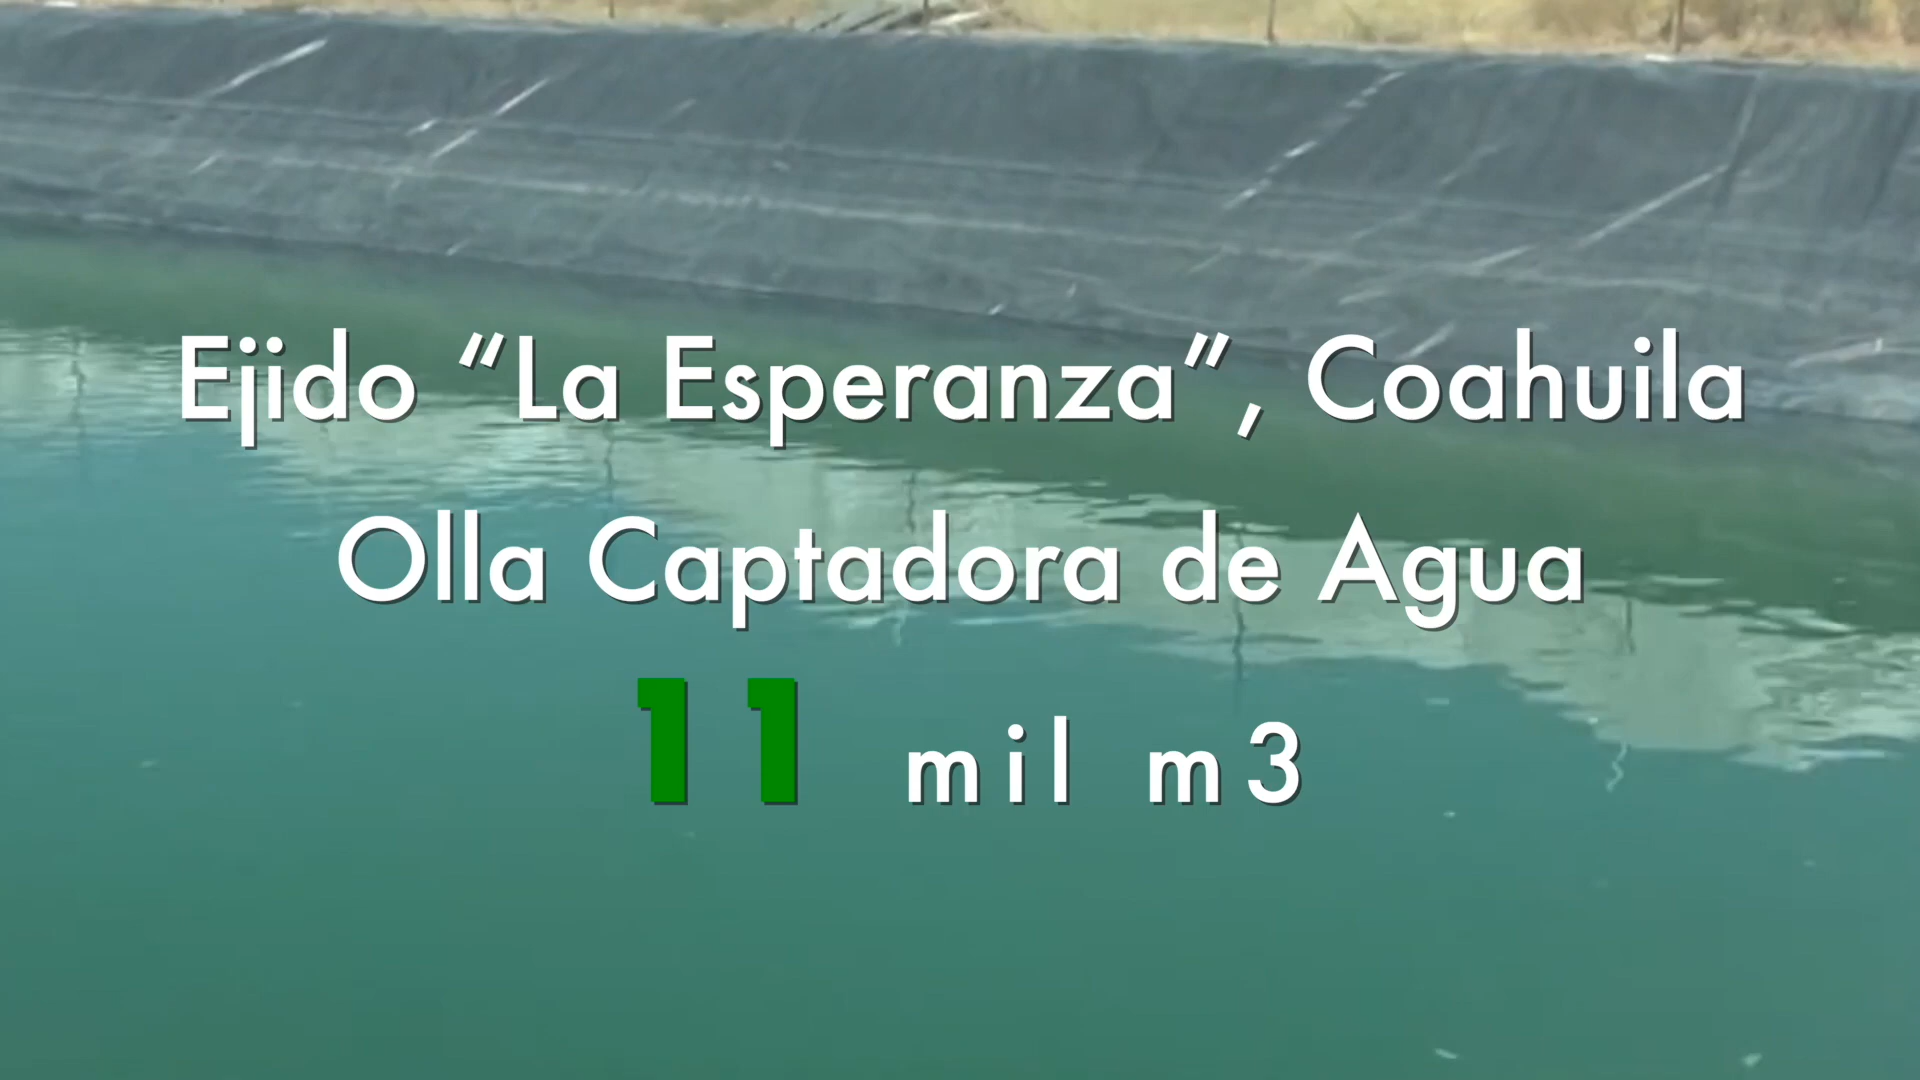 Ejido “La Esperanza”, Coahuila
Olla Captadora de Agua
11 mil m3